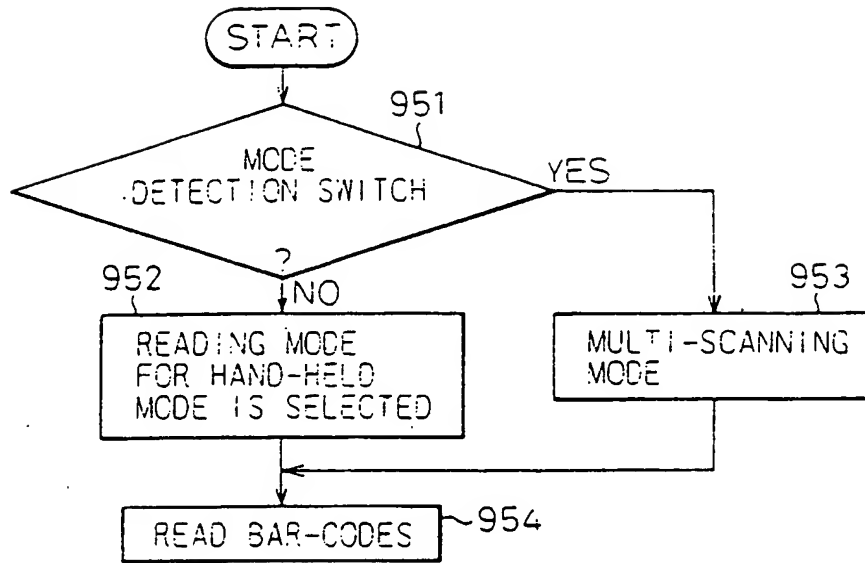 START
951
MODE
DETECTION SWITCH
YES
?
952
NO
953
READING MODE
FOR HAND-HELD
MODE IS SELECTED
MULTI-SCANNING
MODE
READ BAR-CODES
954